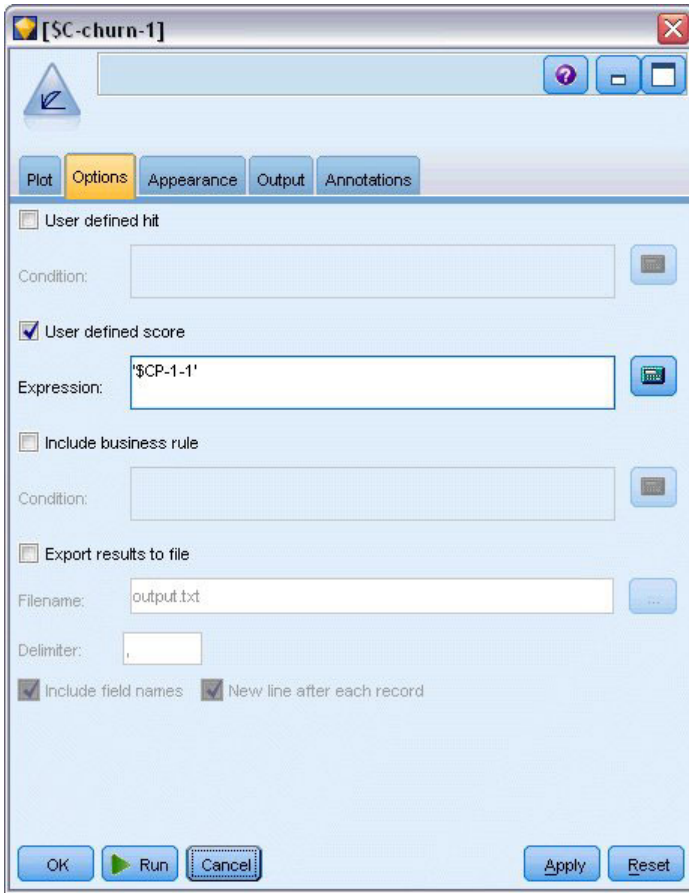 [$C-churn-1]
Plot Options Appearance Output Annotations
User defined hit
Condition:
User defined score
Expression: '$CP-1-1'
Include business rule
Condition:
Export results to file
Filename: output.txt ...
Delimiter: ,
Include field names New line after each record
OK Run Cancel Apply Reset